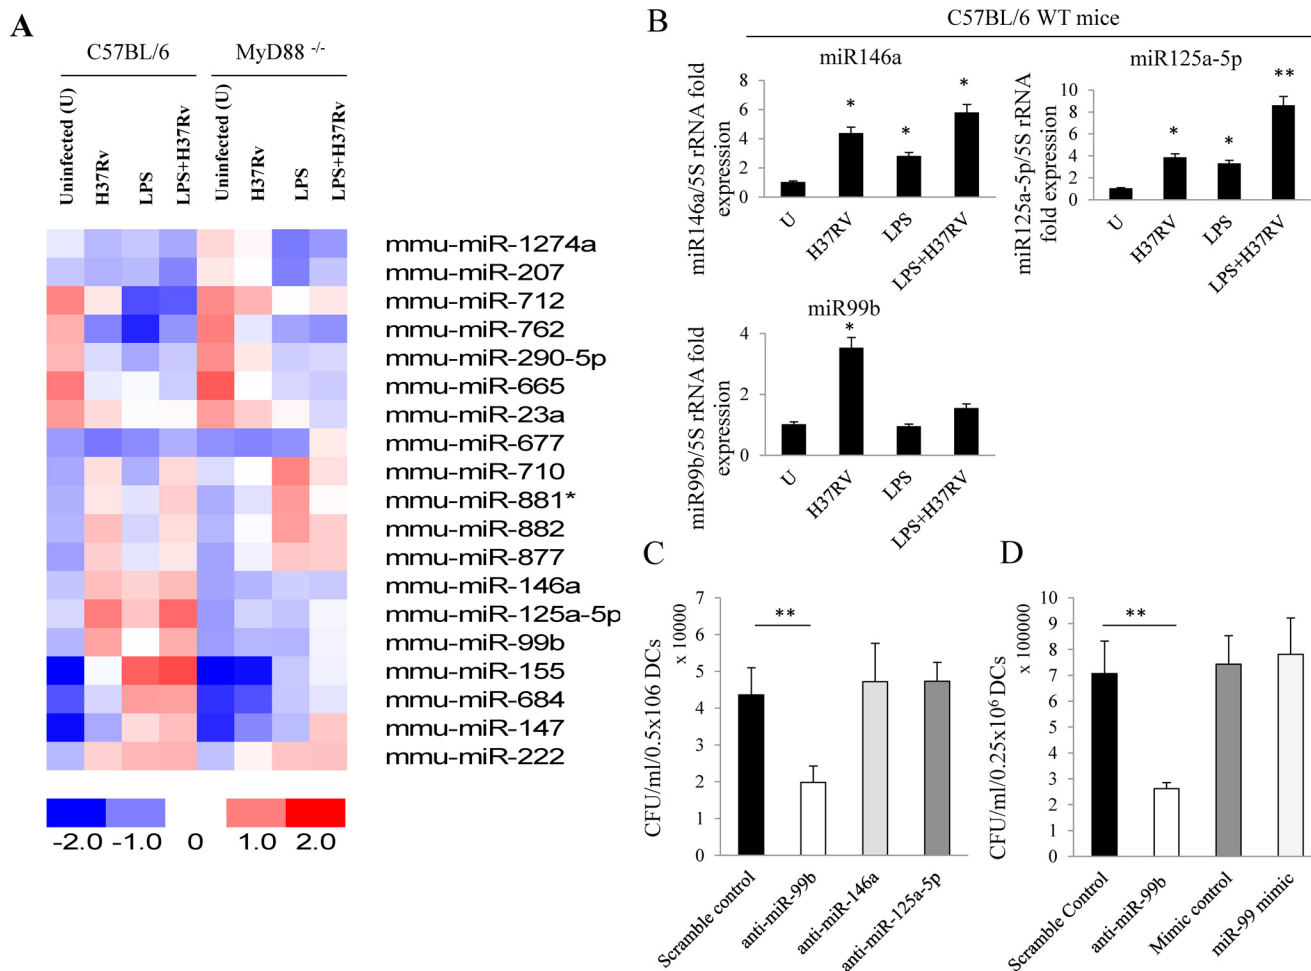 A
C57BL/6 MyD88 -/-
Uninfected (U)
H37Rv
LPS
LPS+H37Rv
Uninfected (U)
H37Rv
LPS
LPS+H37Rv
mmu-miR-1274a
mmu-miR-207
mmu-miR-712
mmu-miR-762
mmu-miR-290-5p
mmu-miR-665
mmu-miR-23a
mmu-miR-677
mmu-miR-710
mmu-miR-881*
mmu-miR-882
mmu-miR-877
mmu-miR-146a
mmu-miR-125a-5p
mmu-miR-99b
mmu-miR-155
mmu-miR-684
mmu-miR-147
mmu-miR-222
-2.0 -1.0 0 1.0 2.0
B
C57BL/6 WT mice
miR146a
miR146a/5S rRNA fold
expression
8
6
4
2
0
* * *
U
H37RV
LPS
LPS+H37RV
miR125a-5p
miR125a-5p/5S rRNA
fold expression
10
8
6
4
2
0
* * **
U
H37RV
LPS
LPS+H37RV
miR99b
miR99b/5S rRNA fold
expression
4
2
0
*
U
H37RV
LPS
LPS+H37RV
C
CFU/ml/0.5x106 DCs
x 10000
7
6
5
4
3
2
1
0
**
Scramble control
anti-miR-99b
anti-miR-146a
anti-miR-125a-5p
D
CFU/ml/0.25x10⁶ DCs
x 100000
10
9
8
7
6
5
4
3
2
1
0
**
Scramble Control
anti-miR-99b
Mimic control
miR-99 mimic